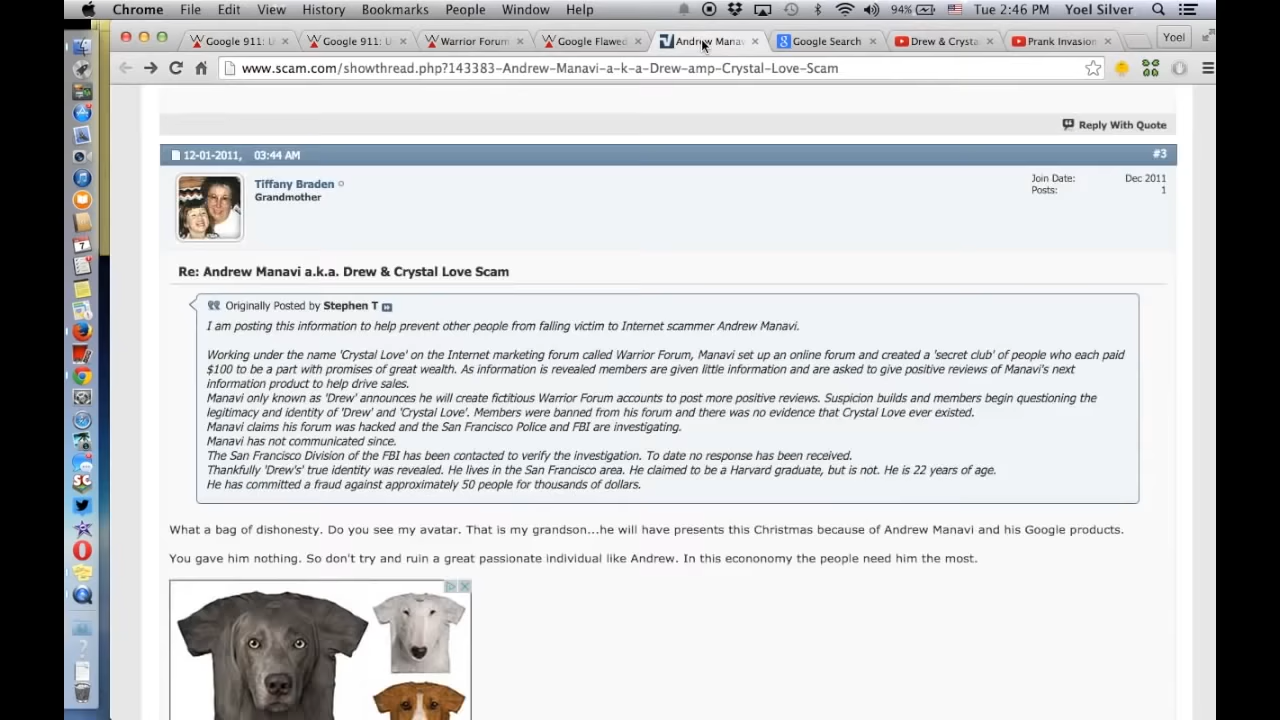 Chrome File Edit View History Bookmarks People Window Help 94% Tue 2:46 PM Yoel Silver
Google 911: U Google 911: U Warrior Forum Google Flawed Andrew Manav Google Search Drew & Crysta Prank Invasion Yoel
www.scam.com/showthread.php?143383-Andrew-Manavi-a-k-a-Drew-amp-Crystal-Love-Scam
Reply With Quote
12-01-2011, 03:44 AM #3
Tiffany Braden
Grandmother
Join Date: Dec 2011
Posts: 1
Re: Andrew Manavi a.k.a. Drew & Crystal Love Scam
Originally Posted by Stephen T
I am posting this information to help prevent other people from falling victim to Internet scammer Andrew Manavi.
Working under the name 'Crystal Love' on the Internet marketing forum called Warrior Forum, Manavi set up an online forum and created a 'secret club' of people who each paid
$100 to be a part with promises of great wealth. As information is revealed members are given little information and are asked to give positive reviews of Manavi's next
information product to help drive sales.
Manavi only known as 'Drew' announces he will create fictitious Warrior Forum accounts to post more positive reviews. Suspicion builds and members begin questioning the
legitimacy and identity of 'Drew' and 'Crystal Love'. Members were banned from his forum and there was no evidence that Crystal Love ever existed.
Manavi claims his forum was hacked and the San Francisco Police and FBI are investigating.
Manavi has not communicated since.
The San Francisco Division of the FBI has been contacted to verify the investigation. To date no response has been received.
Thankfully 'Drew's' true identity was revealed. He lives in the San Francisco area. He claimed to be a Harvard graduate, but is not. He is 22 years of age.
He has committed a fraud against approximately 50 people for thousands of dollars.
What a bag of dishonesty. Do you see my avatar. That is my grandson...he will have presents this Christmas because of Andrew Manavi and his Google products.
You gave him nothing. So don't try and ruin a great passionate individual like Andrew. In this econonomy the people need him the most.